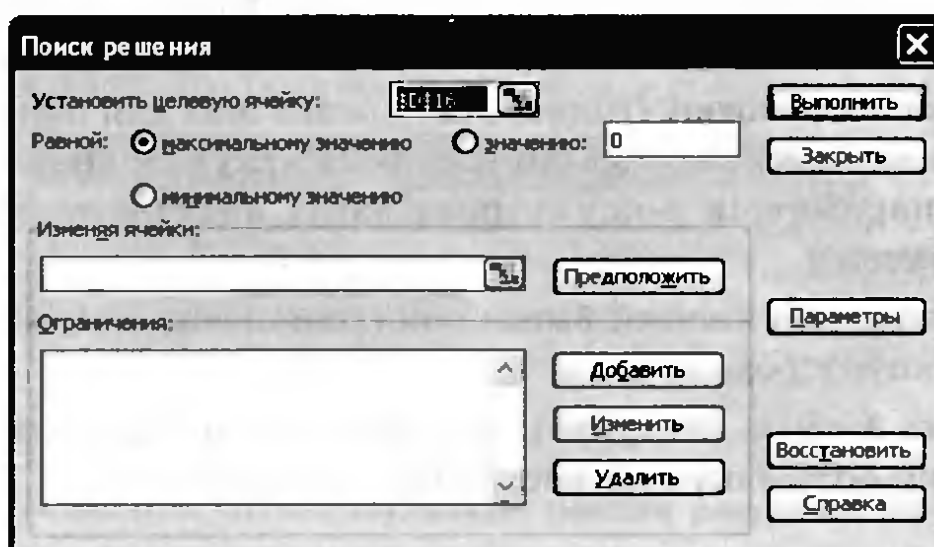 Поиск решения
Установить целевую ячейку: $D$16 Выполнить
Равной: максимальному значению значению: 0 Закрыть
минимальному значению
Изменяя ячейки:
Предположить
Ограничения: Параметры
Добавить
Изменить
Восстановить
Удалить
Справка